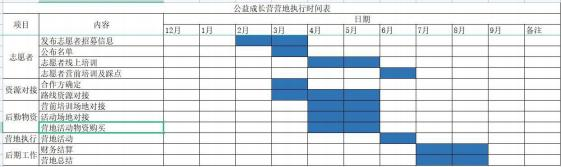 公益成长营营地执行时间表
项目 内容 日期
12月 1月 2月 3月 4月 5月 6月 7月 8月 9月 备注
志愿者
发布志愿者招募信息
公布名单
志愿者线上培训
志愿者营前培训及踩点
资源对接
合作方确定
路线资源对接
后勤物资
营前培训场地对接
活动场地对接
营地活动物资购买
营地执行 营地活动
后期工作
财务结算
营地总结